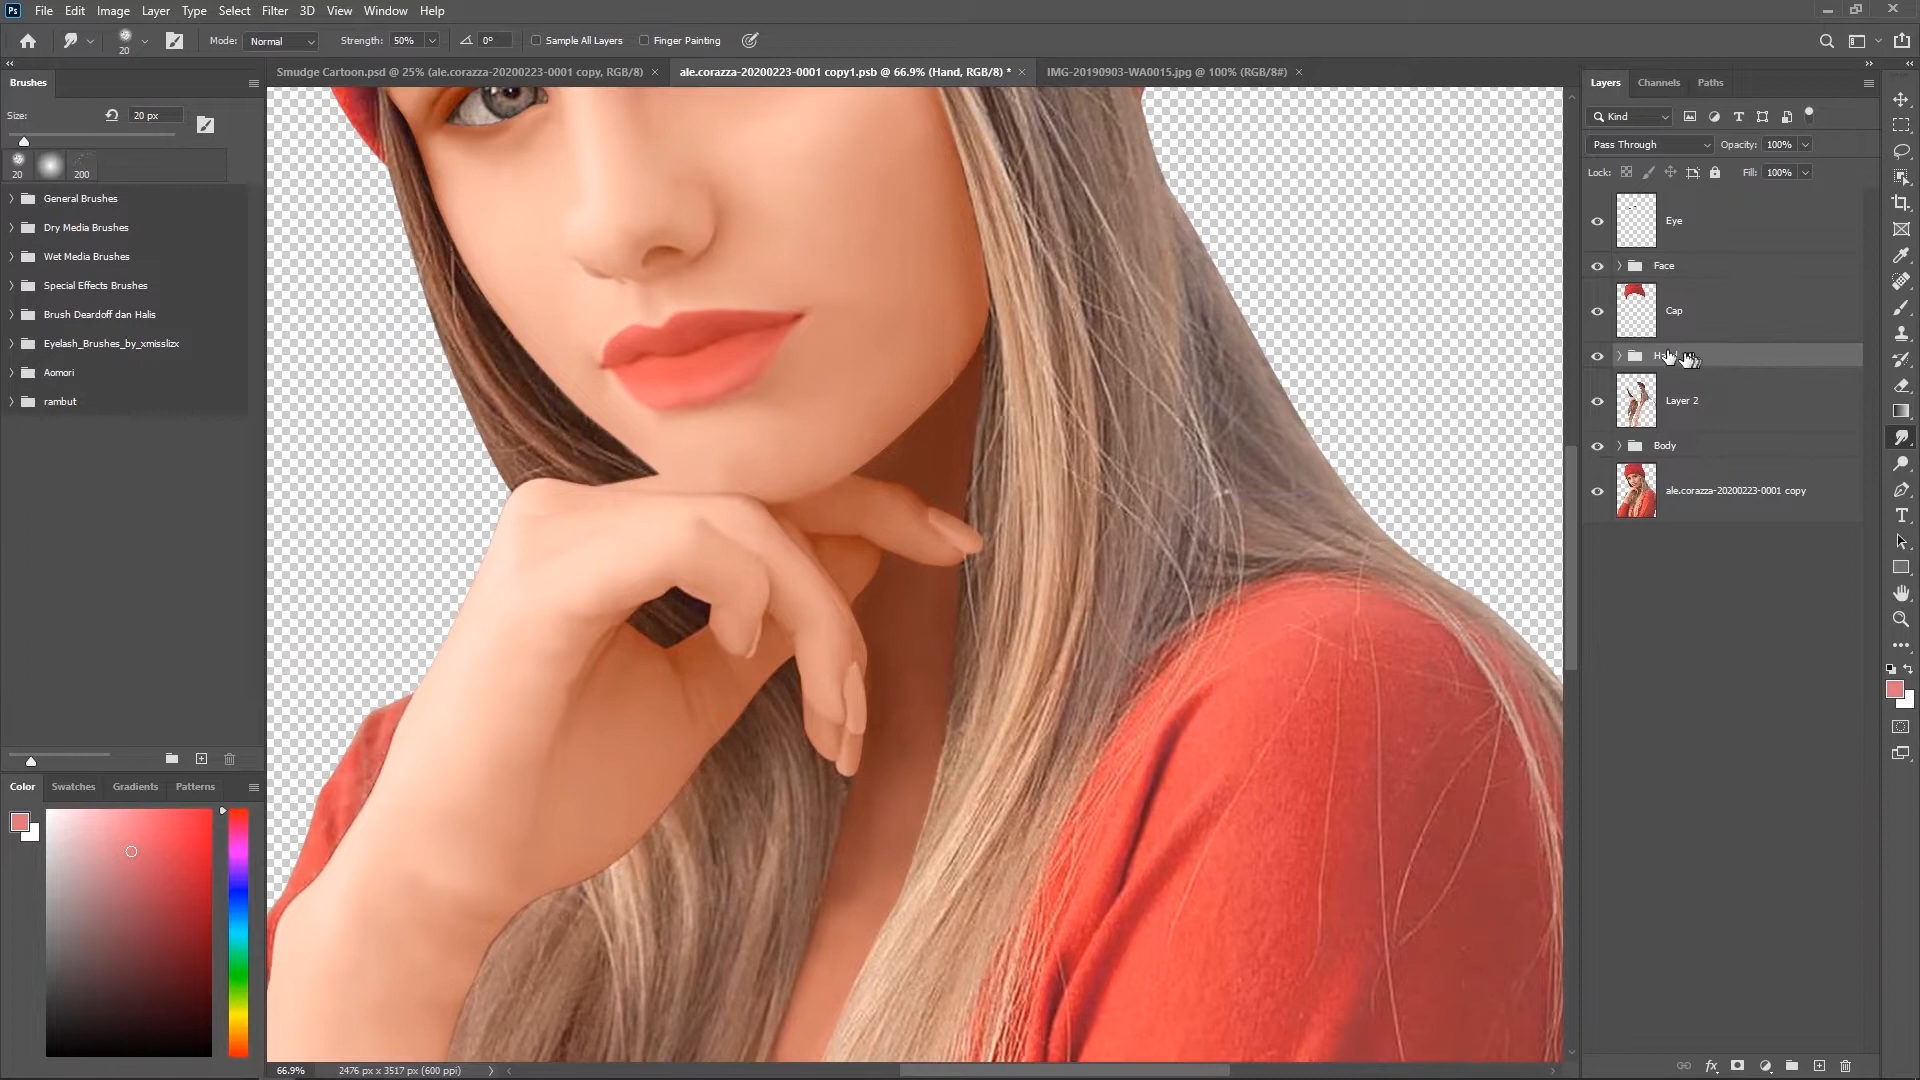 Ps File Edit Image Layer Type Select Filter 3D View Window Help
20 Mode: Normal Strength: 50% 0° Sample All Layers Finger Painting
Smudge Cartoon.psd @ 25% (ale.corazza-20200223-0001 copy, RGB/8) × ale.corazza-20200223-0001 copy1.psb @ 66.9% (Hand, RGB/8) * × IMG-20190903-WA0015.jpg @ 100% (RGB/8#) ×
Brushes
Size: 20 px
20 200
General Brushes
Dry Media Brushes
Wet Media Brushes
Special Effects Brushes
Brush Deardoff dan Halis
Eyelash_Brushes_by_xmisslizx
Aomori
rambut
Color Swatches Gradients Patterns
66.9% 2476 px x 3517 px (600 ppi)
Layers Channels Paths
Kind
Pass Through Opacity: 100%
Lock: Fill: 100%
Eye
Face
Cap
Layer 2
Body
ale.corazza-20200223-0001 copy
fx